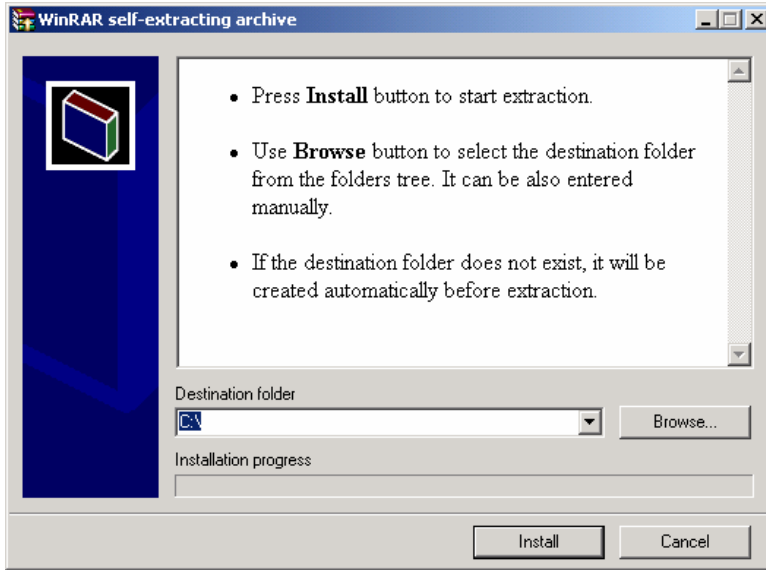 WinRAR self-extracting archive
• Press Install button to start extraction.
• Use Browse button to select the destination folder
from the folders tree. It can be also entered
manually.
• If the destination folder does not exist, it will be
created automatically before extraction.
Destination folder
C:\
Browse...
Installation progress
Install
Cancel